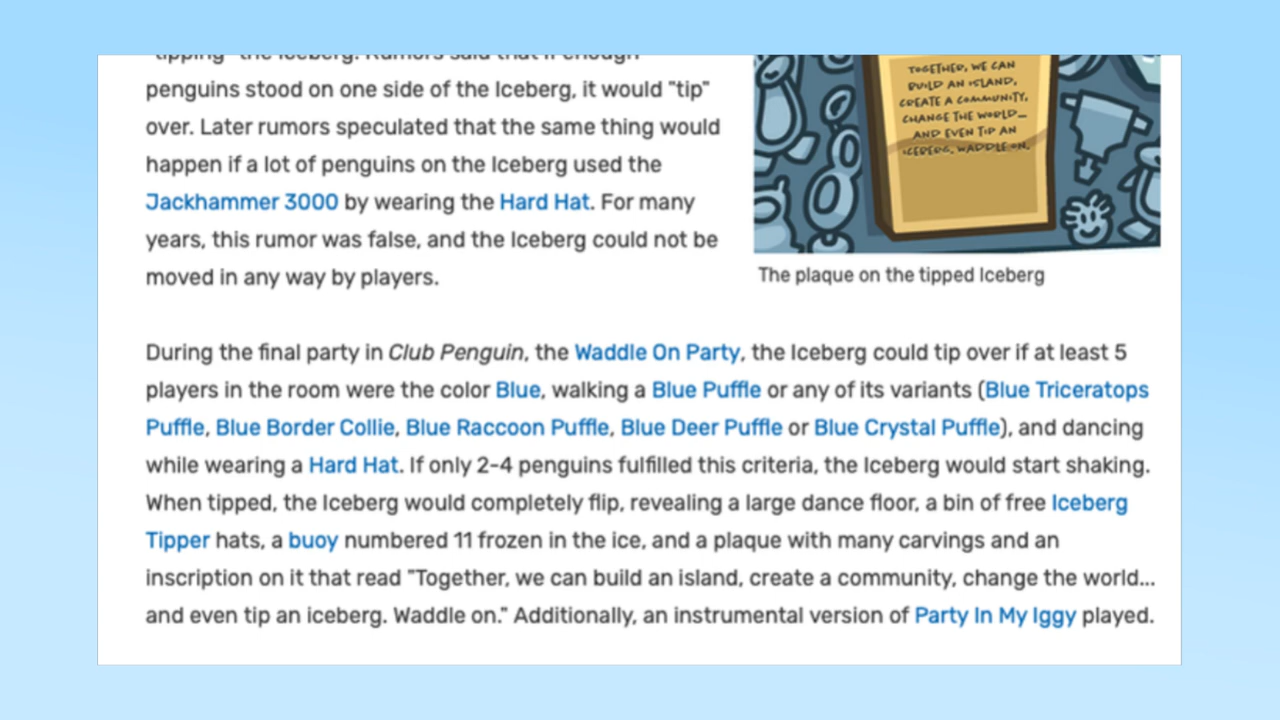 "tipping" the Iceberg. Rumors said that if enough
penguins stood on one side of the Iceberg, it would "tip"
over. Later rumors speculated that the same thing would
happen if a lot of penguins on the Iceberg used the
Jackhammer 3000 by wearing the Hard Hat. For many
years, this rumor was false, and the Iceberg could not be
moved in any way by players.
TOGETHER, WE CAN
BUILD AN ISLAND,
CREATE A COMMUNITY,
CHANGE THE WORLD...
AND EVEN TIP AN
ICEBERG. WADDLE ON.
The plaque on the tipped Iceberg
During the final party in Club Penguin, the Waddle On Party, the Iceberg could tip over if at least 5
players in the room were the color Blue, walking a Blue Puffle or any of its variants (Blue Triceratops
Puffle, Blue Border Collie, Blue Raccoon Puffle, Blue Deer Puffle or Blue Crystal Puffle), and dancing
while wearing a Hard Hat. If only 2-4 penguins fulfilled this criteria, the Iceberg would start shaking.
When tipped, the Iceberg would completely flip, revealing a large dance floor, a bin of free Iceberg
Tipper hats, a buoy numbered 11 frozen in the ice, and a plaque with many carvings and an
inscription on it that read "Together, we can build an island, create a community, change the world...
and even tip an iceberg. Waddle on." Additionally, an instrumental version of Party In My Iggy played.